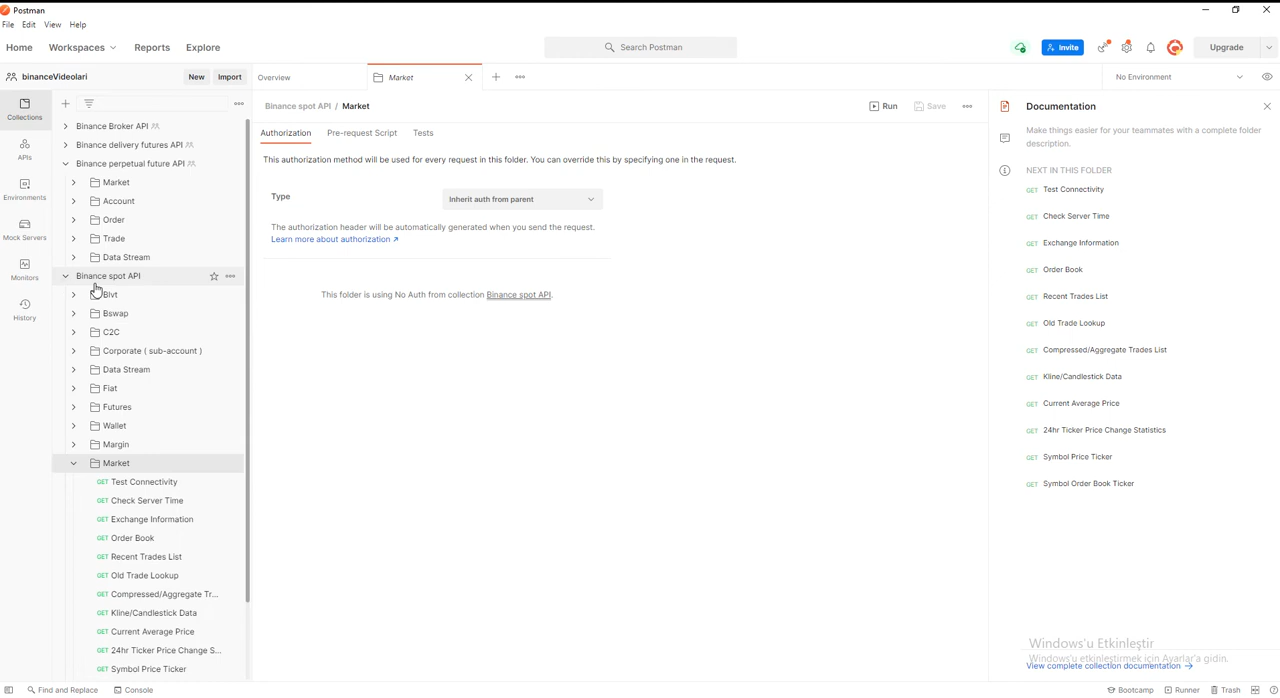 Postman
File Edit View Help
Home Workspaces Reports Explore Search Postman Invite Upgrade
binanceVideolari New Import Overview Market No Environment
Collections
APIs
Environments
Mock Servers
Monitors
History
Binance Broker API
Binance delivery futures API
Binance perpetual future API
Market
Account
Order
Trade
Data Stream
Binance spot API
Blvt
Bswap
C2C
Corporate ( sub-account )
Data Stream
Fiat
Futures
Wallet
Margin
Market
GET Test Connectivity
GET Check Server Time
GET Exchange Information
GET Order Book
GET Recent Trades List
GET Old Trade Lookup
GET Compressed/Aggregate Tr...
GET Kline/Candlestick Data
GET Current Average Price
GET 24hr Ticker Price Change S...
GET Symbol Price Ticker
Binance spot API / Market Run Save
Authorization Pre-request Script Tests
This authorization method will be used for every request in this folder. You can override this by specifying one in the request.
Type Inherit auth from parent
The authorization header will be automatically generated when you send the request.
Learn more about authorization ↗
This folder is using No Auth from collection Binance spot API.
Documentation
Make things easier for your teammates with a complete folder
description.
NEXT IN THIS FOLDER
GET Test Connectivity
GET Check Server Time
GET Exchange Information
GET Order Book
GET Recent Trades List
GET Old Trade Lookup
GET Compressed/Aggregate Trades List
GET Kline/Candlestick Data
GET Current Average Price
GET 24hr Ticker Price Change Statistics
GET Symbol Price Ticker
GET Symbol Order Book Ticker
Windows'u Etkinleştir
Windows'u etkinleştirmek için Ayarlar'a gidin.
View complete collection documentation →
Find and Replace Console Bootcamp Runner Trash